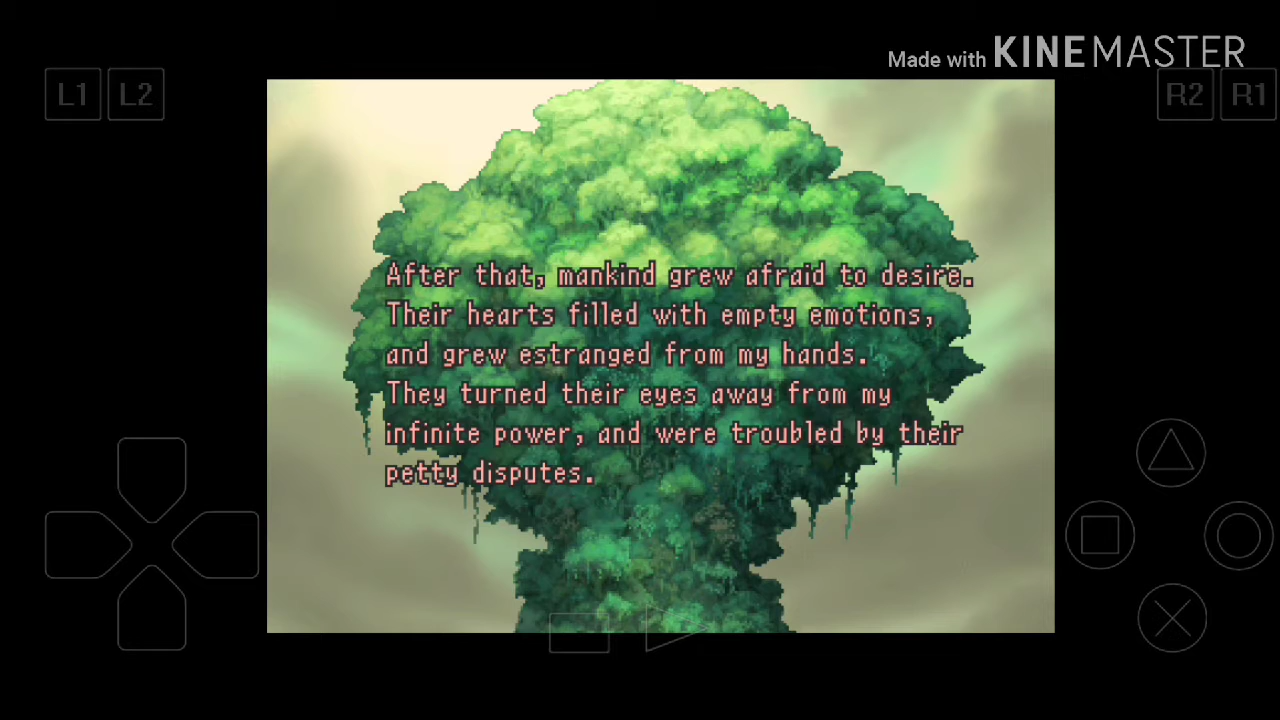 Made with KINEMASTER
L1 L2
R2 R1
After that, mankind grew afraid to desire.
Their hearts filled with empty emotions,
and grew estranged from my hands.
They turned their eyes away from my
infinite power, and were troubled by their
petty disputes.